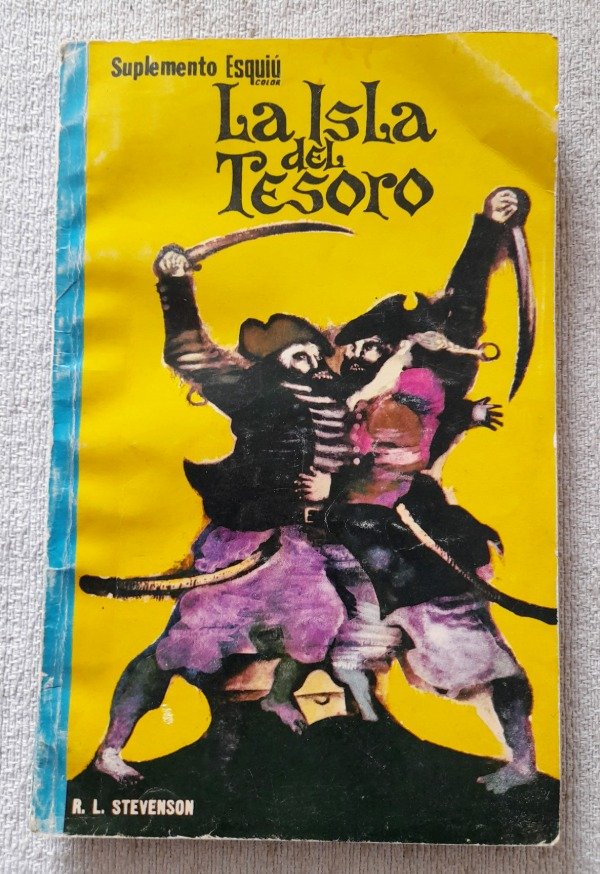 Suplemento Esquiú
COLOR
La Isla
del
Tesoro
R. L. STEVENSON